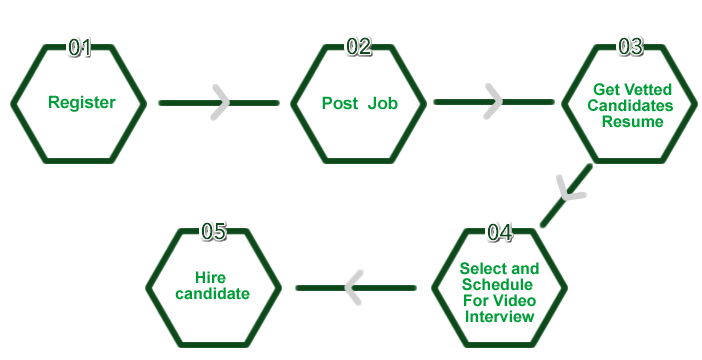 01
Register
02
Post Job
03
Get Vetted
Candidates
Resume
04
Select and
Schedule
For Video
Interview
05
Hire
candidate